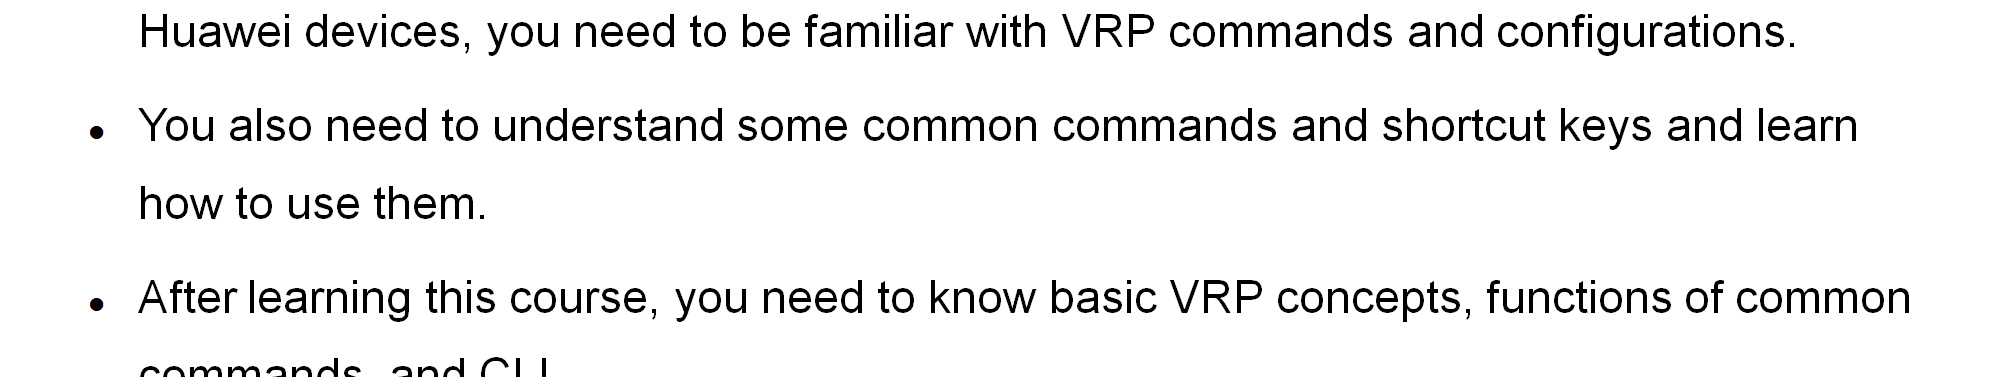 Huawei devices, you need to be familiar with VRP commands and configurations.
• You also need to understand some common commands and shortcut keys and learn
how to use them.
• After learning this course, you need to know basic VRP concepts, functions of common
commands, and CLI